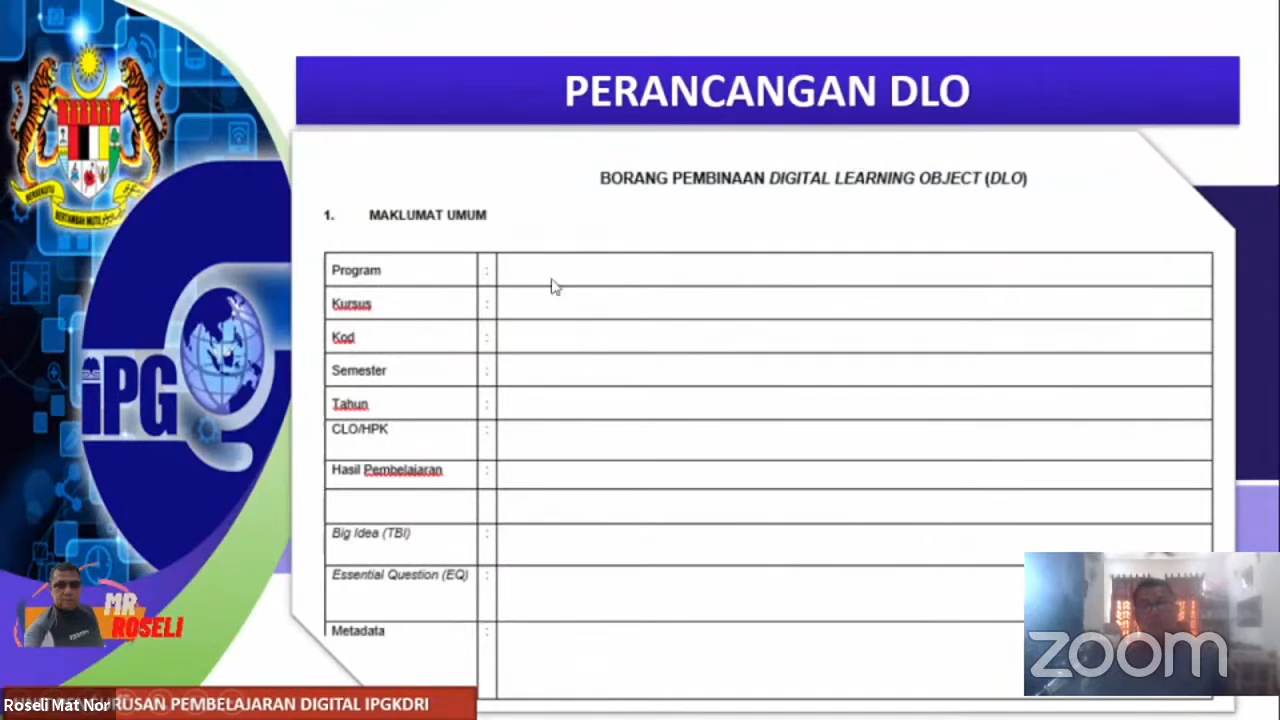 PERANCANGAN DLO
BORANG PEMBINAAN DIGITAL LEARNING OBJECT (DLO)
1. MAKLUMAT UMUM
Program :
Kursus :
Kod :
Semester :
Tahun :
CLO/HPK :
Hasil Pembelajaran :
Big Idea (TBI) :
Essential Question (EQ) :
Metadata :
iPG
MR
ROSELI
zoom
Roseli Mat Nor
PEMBELAJARAN DIGITAL IPGKDRI